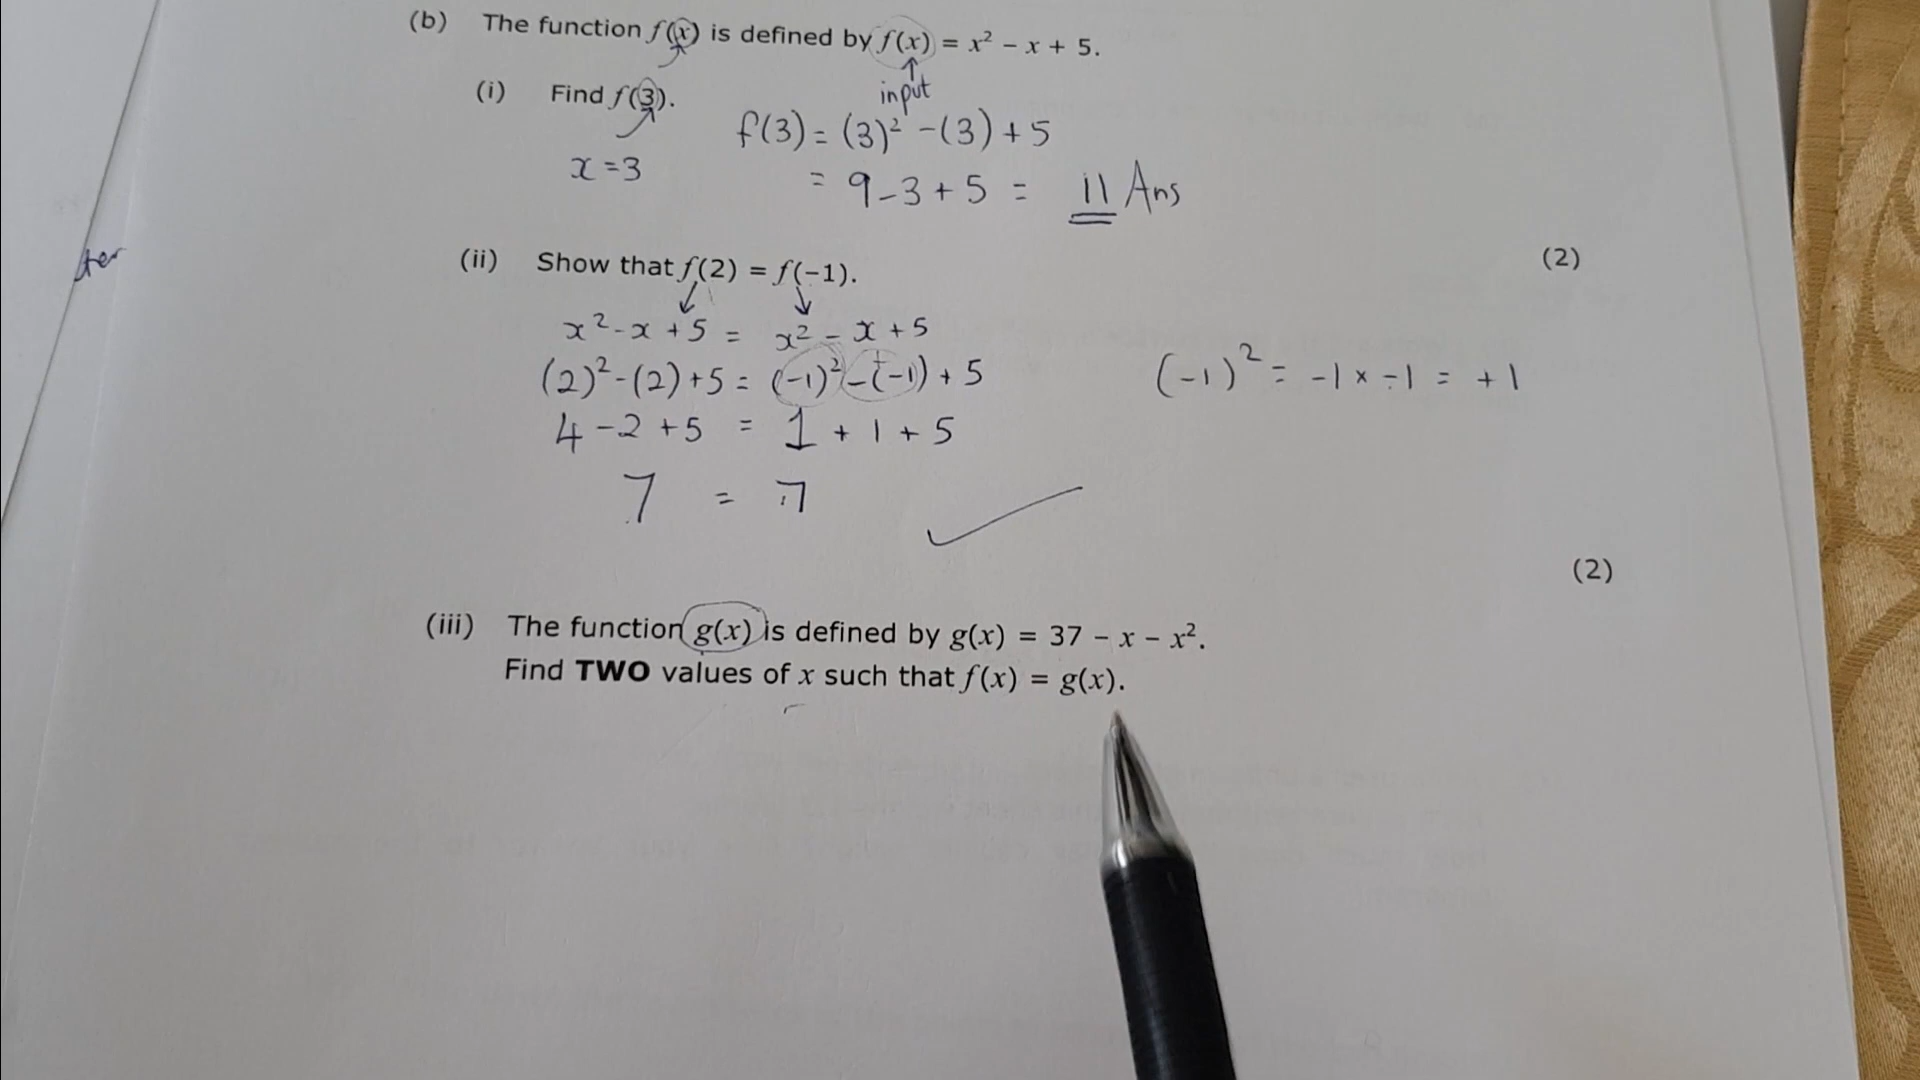 (b) The function f(x) is defined by f(x) = x² − x + 5.
input
(i) Find f(3).
x = 3
f(3) = (3)² − (3) + 5
= 9 − 3 + 5 = 11 Ans
(ii) Show that f(2) = f(−1).
(2)
x² − x + 5 = x² − x + 5
(2)² − (2) + 5 = (−1)² − (−1) + 5
(−1)² = −1 × −1 = +1
4 − 2 + 5 = 1 + 1 + 5
7 = 7
(2)
(iii) The function g(x) is defined by g(x) = 37 − x − x².
Find TWO values of x such that f(x) = g(x).